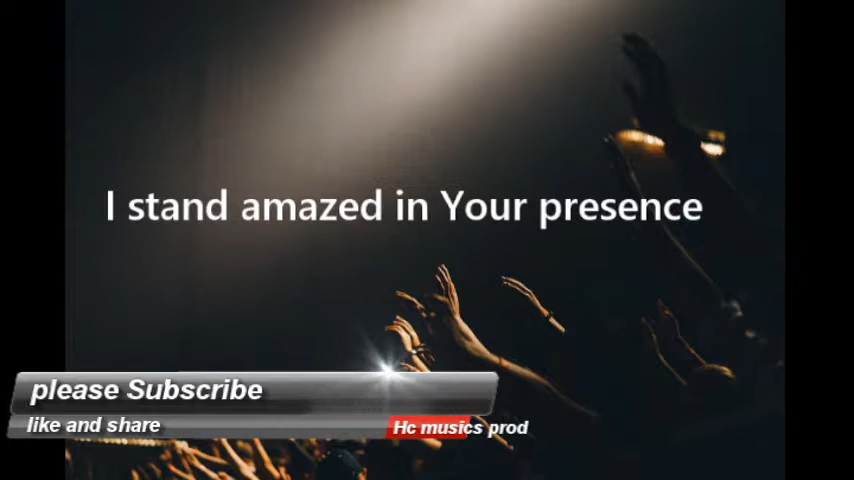 I stand amazed in Your presence
please Subscribe
like and share
Hc musics prod